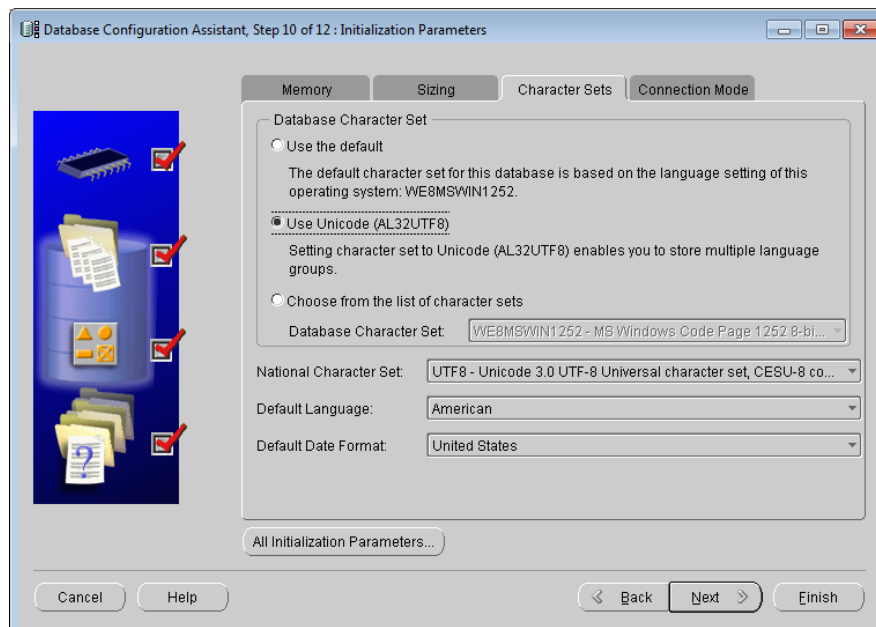 Database Configuration Assistant, Step 10 of 12 : Initialization Parameters
Memory Sizing Character Sets Connection Mode
Database Character Set
Use the default
The default character set for this database is based on the language setting of this
operating system: WE8MSWIN1252.
Use Unicode (AL32UTF8)
Setting character set to Unicode (AL32UTF8) enables you to store multiple language
groups.
Choose from the list of character sets
Database Character Set: WE8MSWIN1252 - MS Windows Code Page 1252 8-bi...
National Character Set: UTF8 - Unicode 3.0 UTF-8 Universal character set, CESU-8 co...
Default Language: American
Default Date Format: United States
?
All Initialization Parameters...
Cancel Help Back Next Finish